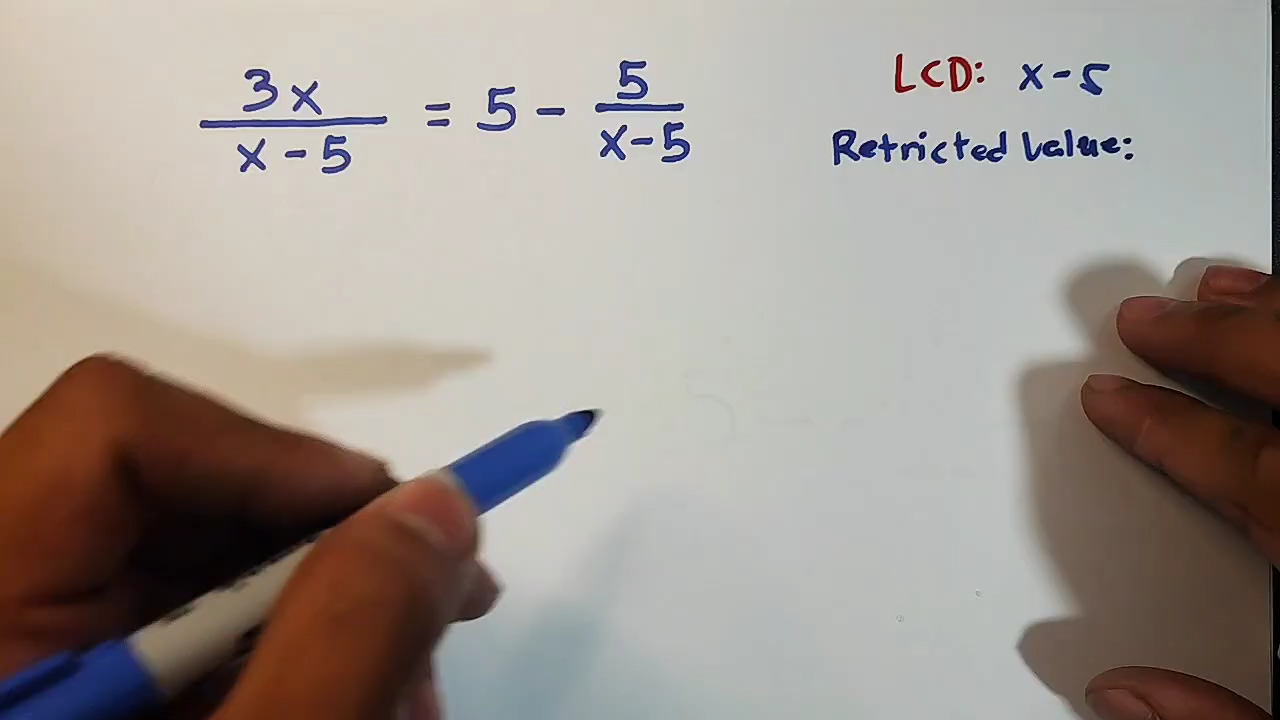 3x/(x-5) = 5 - 5/(x-5)
LCD: x-5
Retricted Value: